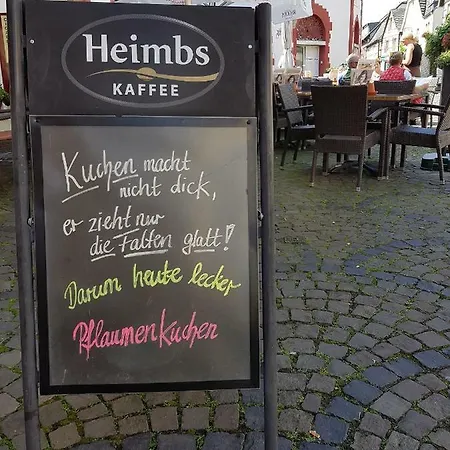 Heimbs
KAFFEE
Kuchen macht
nicht dick,
er zieht nur
die Falten glatt!
Darum heute lecker
Pflaumenkuchen